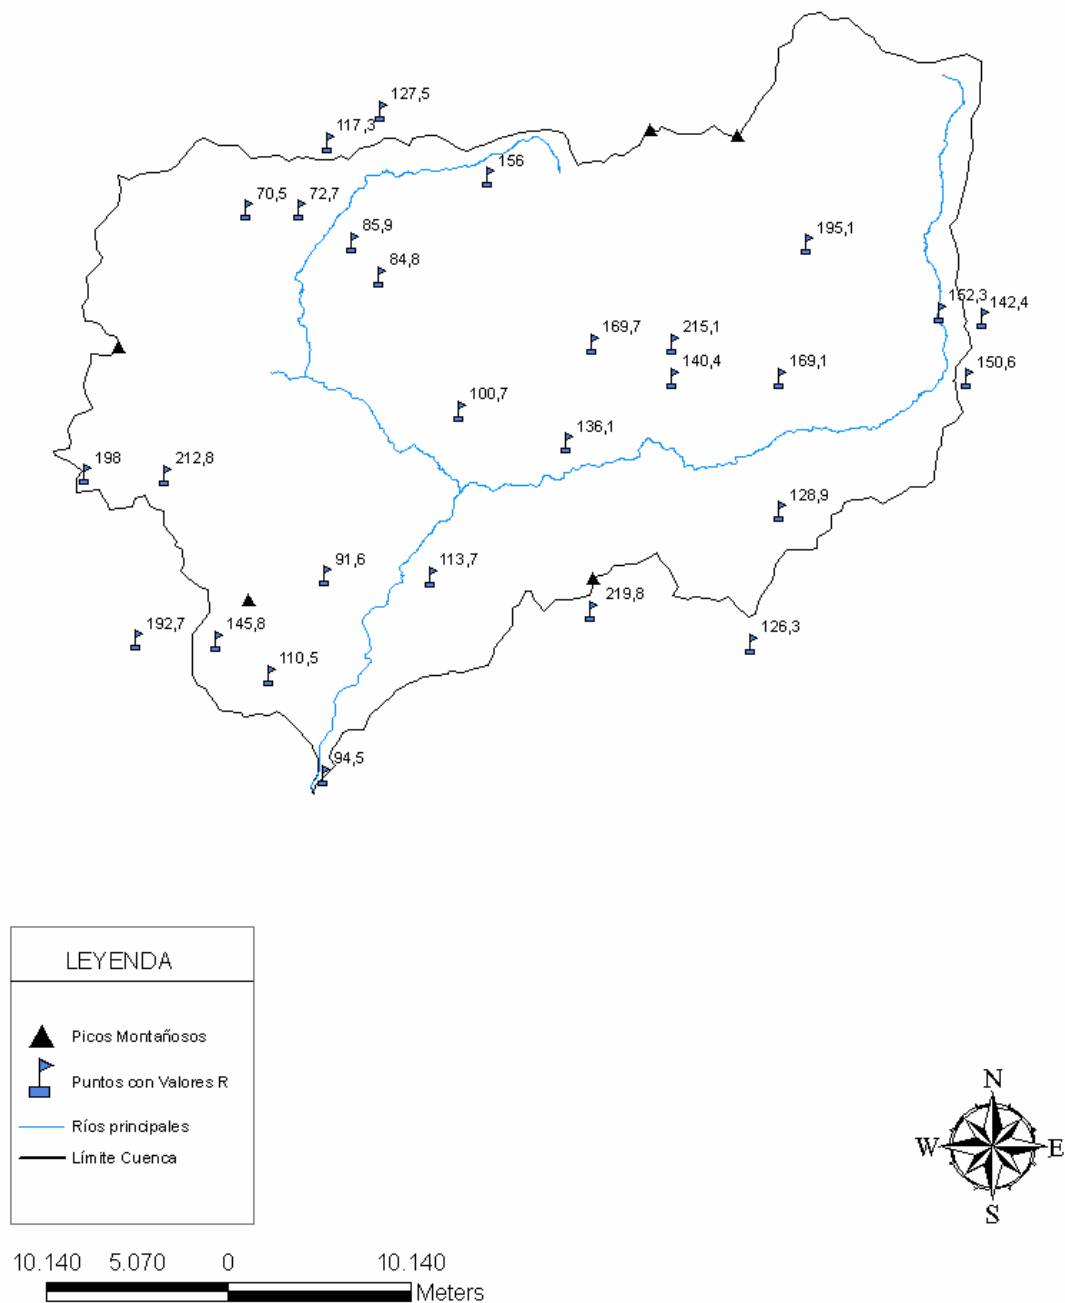 127,5
117,3
156
70,5
72,7
85,9
195,1
84,8
152,3
142,4
169,7
215,1
140,4
169,1
150,6
100,7
136,1
198
212,8
128,9
91,6
113,7
219,8
192,7
145,8
126,3
110,5
94,5
LEYENDA
Picos Montañosos
Puntos con Valores R
Ríos principales
Límite Cuenca
N
W
E
S
10.140 5.070 0 10.140
Meters